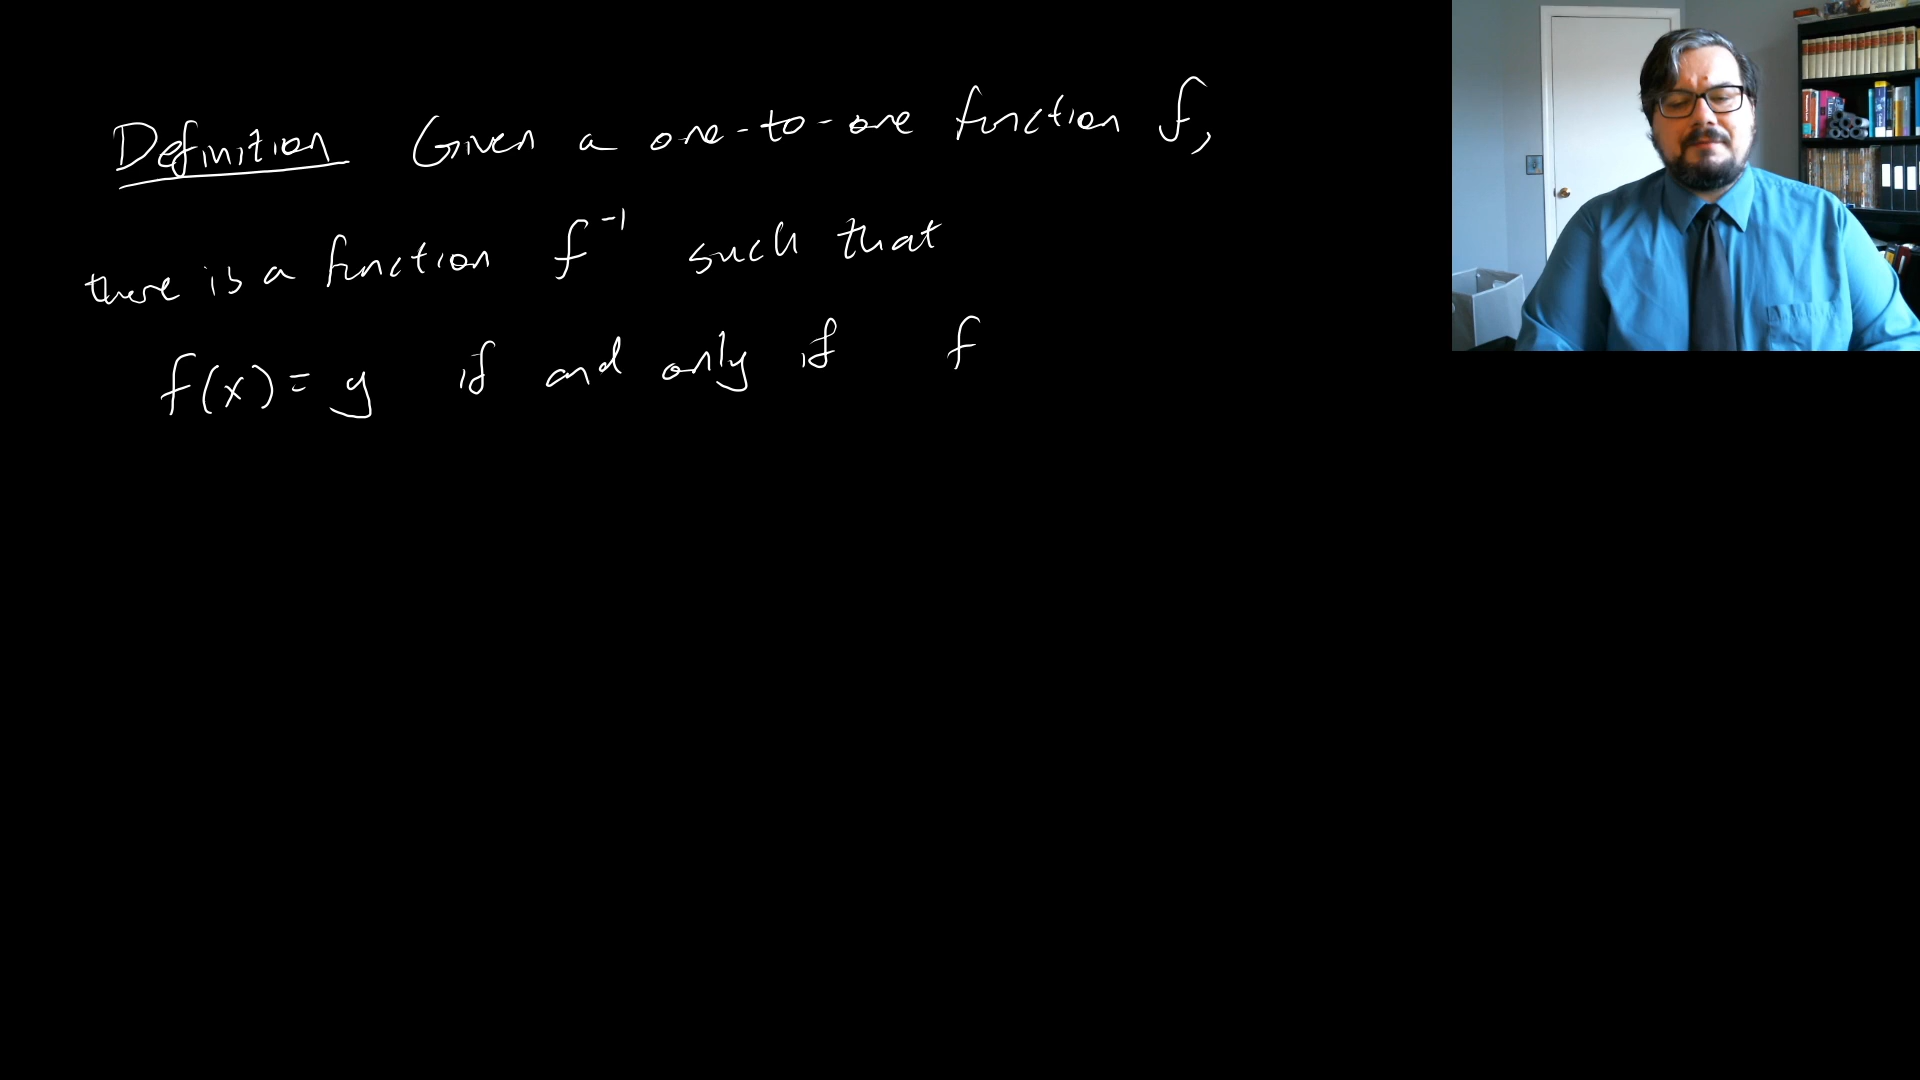 Definition Given a one-to-one function f,
there is a function f⁻¹ such that
f(x) = y if and only if f